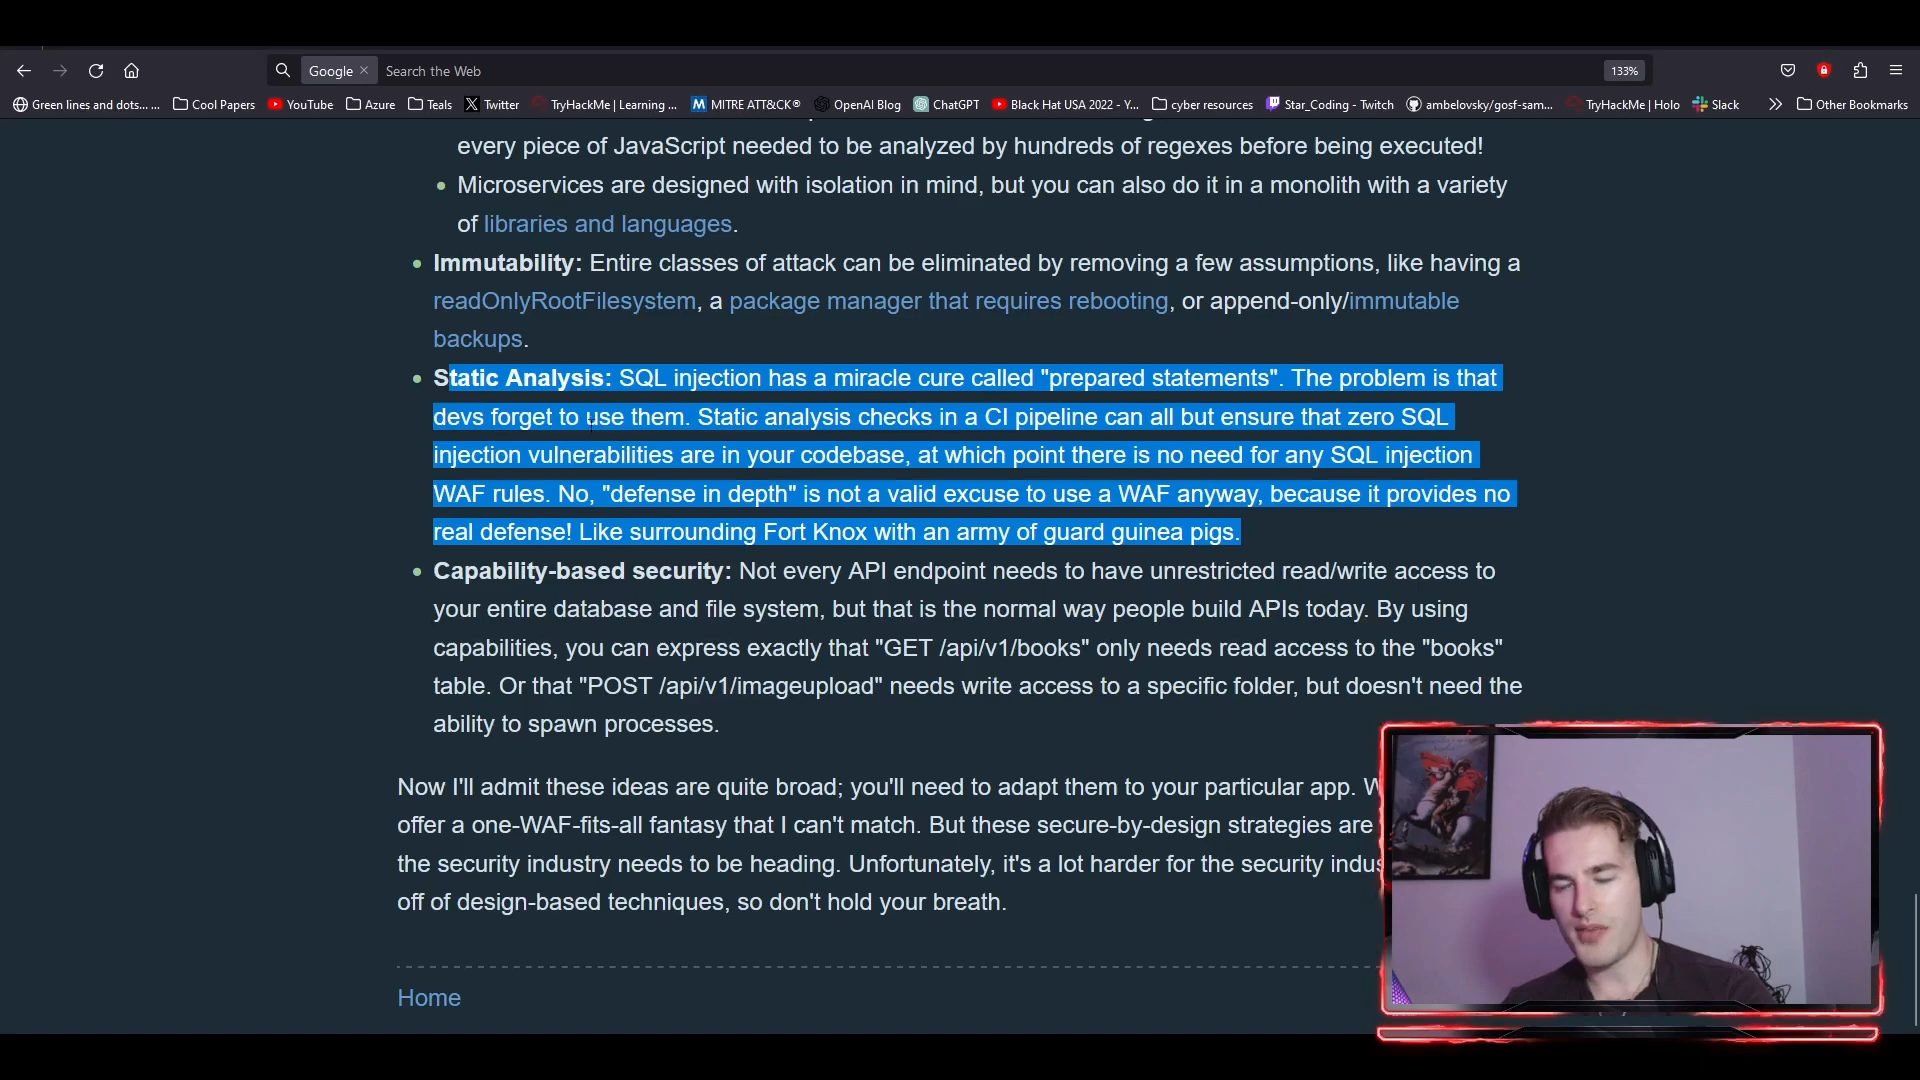 Google × Search the Web 133%
Green lines and dots... ... Cool Papers YouTube Azure Teals Twitter TryHackMe | Learning ... MITRE ATT&CK® OpenAI Blog ChatGPT Black Hat USA 2022 - Y... cyber resources Star_Coding - Twitch ambelovsky/gosf-sam... TryHackMe | Holo Slack Other Bookmarks
every piece of JavaScript needed to be analyzed by hundreds of regexes before being executed!
• Microservices are designed with isolation in mind, but you can also do it in a monolith with a variety
of libraries and languages.
• Immutability: Entire classes of attack can be eliminated by removing a few assumptions, like having a
readOnlyRootFilesystem, a package manager that requires rebooting, or append-only/immutable
backups.
• Static Analysis: SQL injection has a miracle cure called "prepared statements". The problem is that
devs forget to use them. Static analysis checks in a CI pipeline can all but ensure that zero SQL
injection vulnerabilities are in your codebase, at which point there is no need for any SQL injection
WAF rules. No, "defense in depth" is not a valid excuse to use a WAF anyway, because it provides no
real defense! Like surrounding Fort Knox with an army of guard guinea pigs.
• Capability-based security: Not every API endpoint needs to have unrestricted read/write access to
your entire database and file system, but that is the normal way people build APIs today. By using
capabilities, you can express exactly that "GET /api/v1/books" only needs read access to the "books"
table. Or that "POST /api/v1/imageupload" needs write access to a specific folder, but doesn't need the
ability to spawn processes.
Now I'll admit these ideas are quite broad; you'll need to adapt them to your particular app.
offer a one-WAF-fits-all fantasy that I can't match. But these secure-by-design strategies are
the security industry needs to be heading. Unfortunately, it's a lot harder for the security
off of design-based techniques, so don't hold your breath.
Home